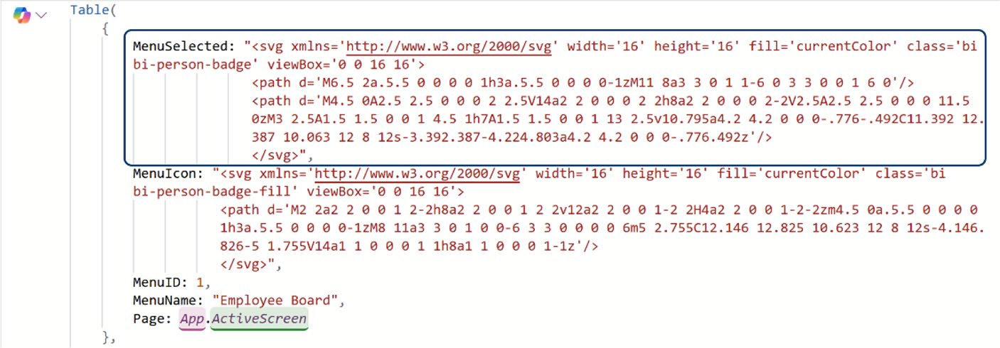 Table(
{
MenuSelected: "<svg xmlns='http://www.w3.org/2000/svg' width='16' height='16' fill='currentColor' class='bi
bi-person-badge' viewBox='0 0 16 16'>
<path d='M6.5 2a.5.5 0 0 0 0 1h3a.5.5 0 0 0 0-1zM11 8a3 3 0 1 1-6 0 3 3 0 0 1 6 0'/>
<path d='M4.5 0A2.5 2.5 0 0 0 2 2.5V14a2 2 0 0 0 2 2h8a2 2 0 0 0 2-2V2.5A2.5 2.5 0 0 0 11.5
0zM3 2.5A1.5 1.5 0 0 1 4.5 1h7A1.5 1.5 0 0 1 13 2.5v10.795a4.2 4.2 0 0 0-.776-.492C11.392 12.
387 10.063 12 8 12s-3.392.387-4.224.803a4.2 4.2 0 0 0-.776.492z'/>
</svg>",
MenuIcon: "<svg xmlns='http://www.w3.org/2000/svg' width='16' height='16' fill='currentColor' class='bi
bi-person-badge-fill' viewBox='0 0 16 16'>
<path d='M2 2a2 2 0 0 1 2-2h8a2 2 0 0 1 2 2v12a2 2 0 0 1-2 2H4a2 2 0 0 1-2-2zm4.5 0a.5.5 0 0 0 0
1h3a.5.5 0 0 0 0-1zM8 11a3 3 0 1 0 0-6 3 3 0 0 0 0 6m5 2.755C12.146 12.825 10.623 12 8 12s-4.146.
826-5 1.755V14a1 1 0 0 0 1 1h8a1 1 0 0 0 1-1z'/>
</svg>",
MenuID: 1,
MenuName: "Employee Board",
Page: App.ActiveScreen
},